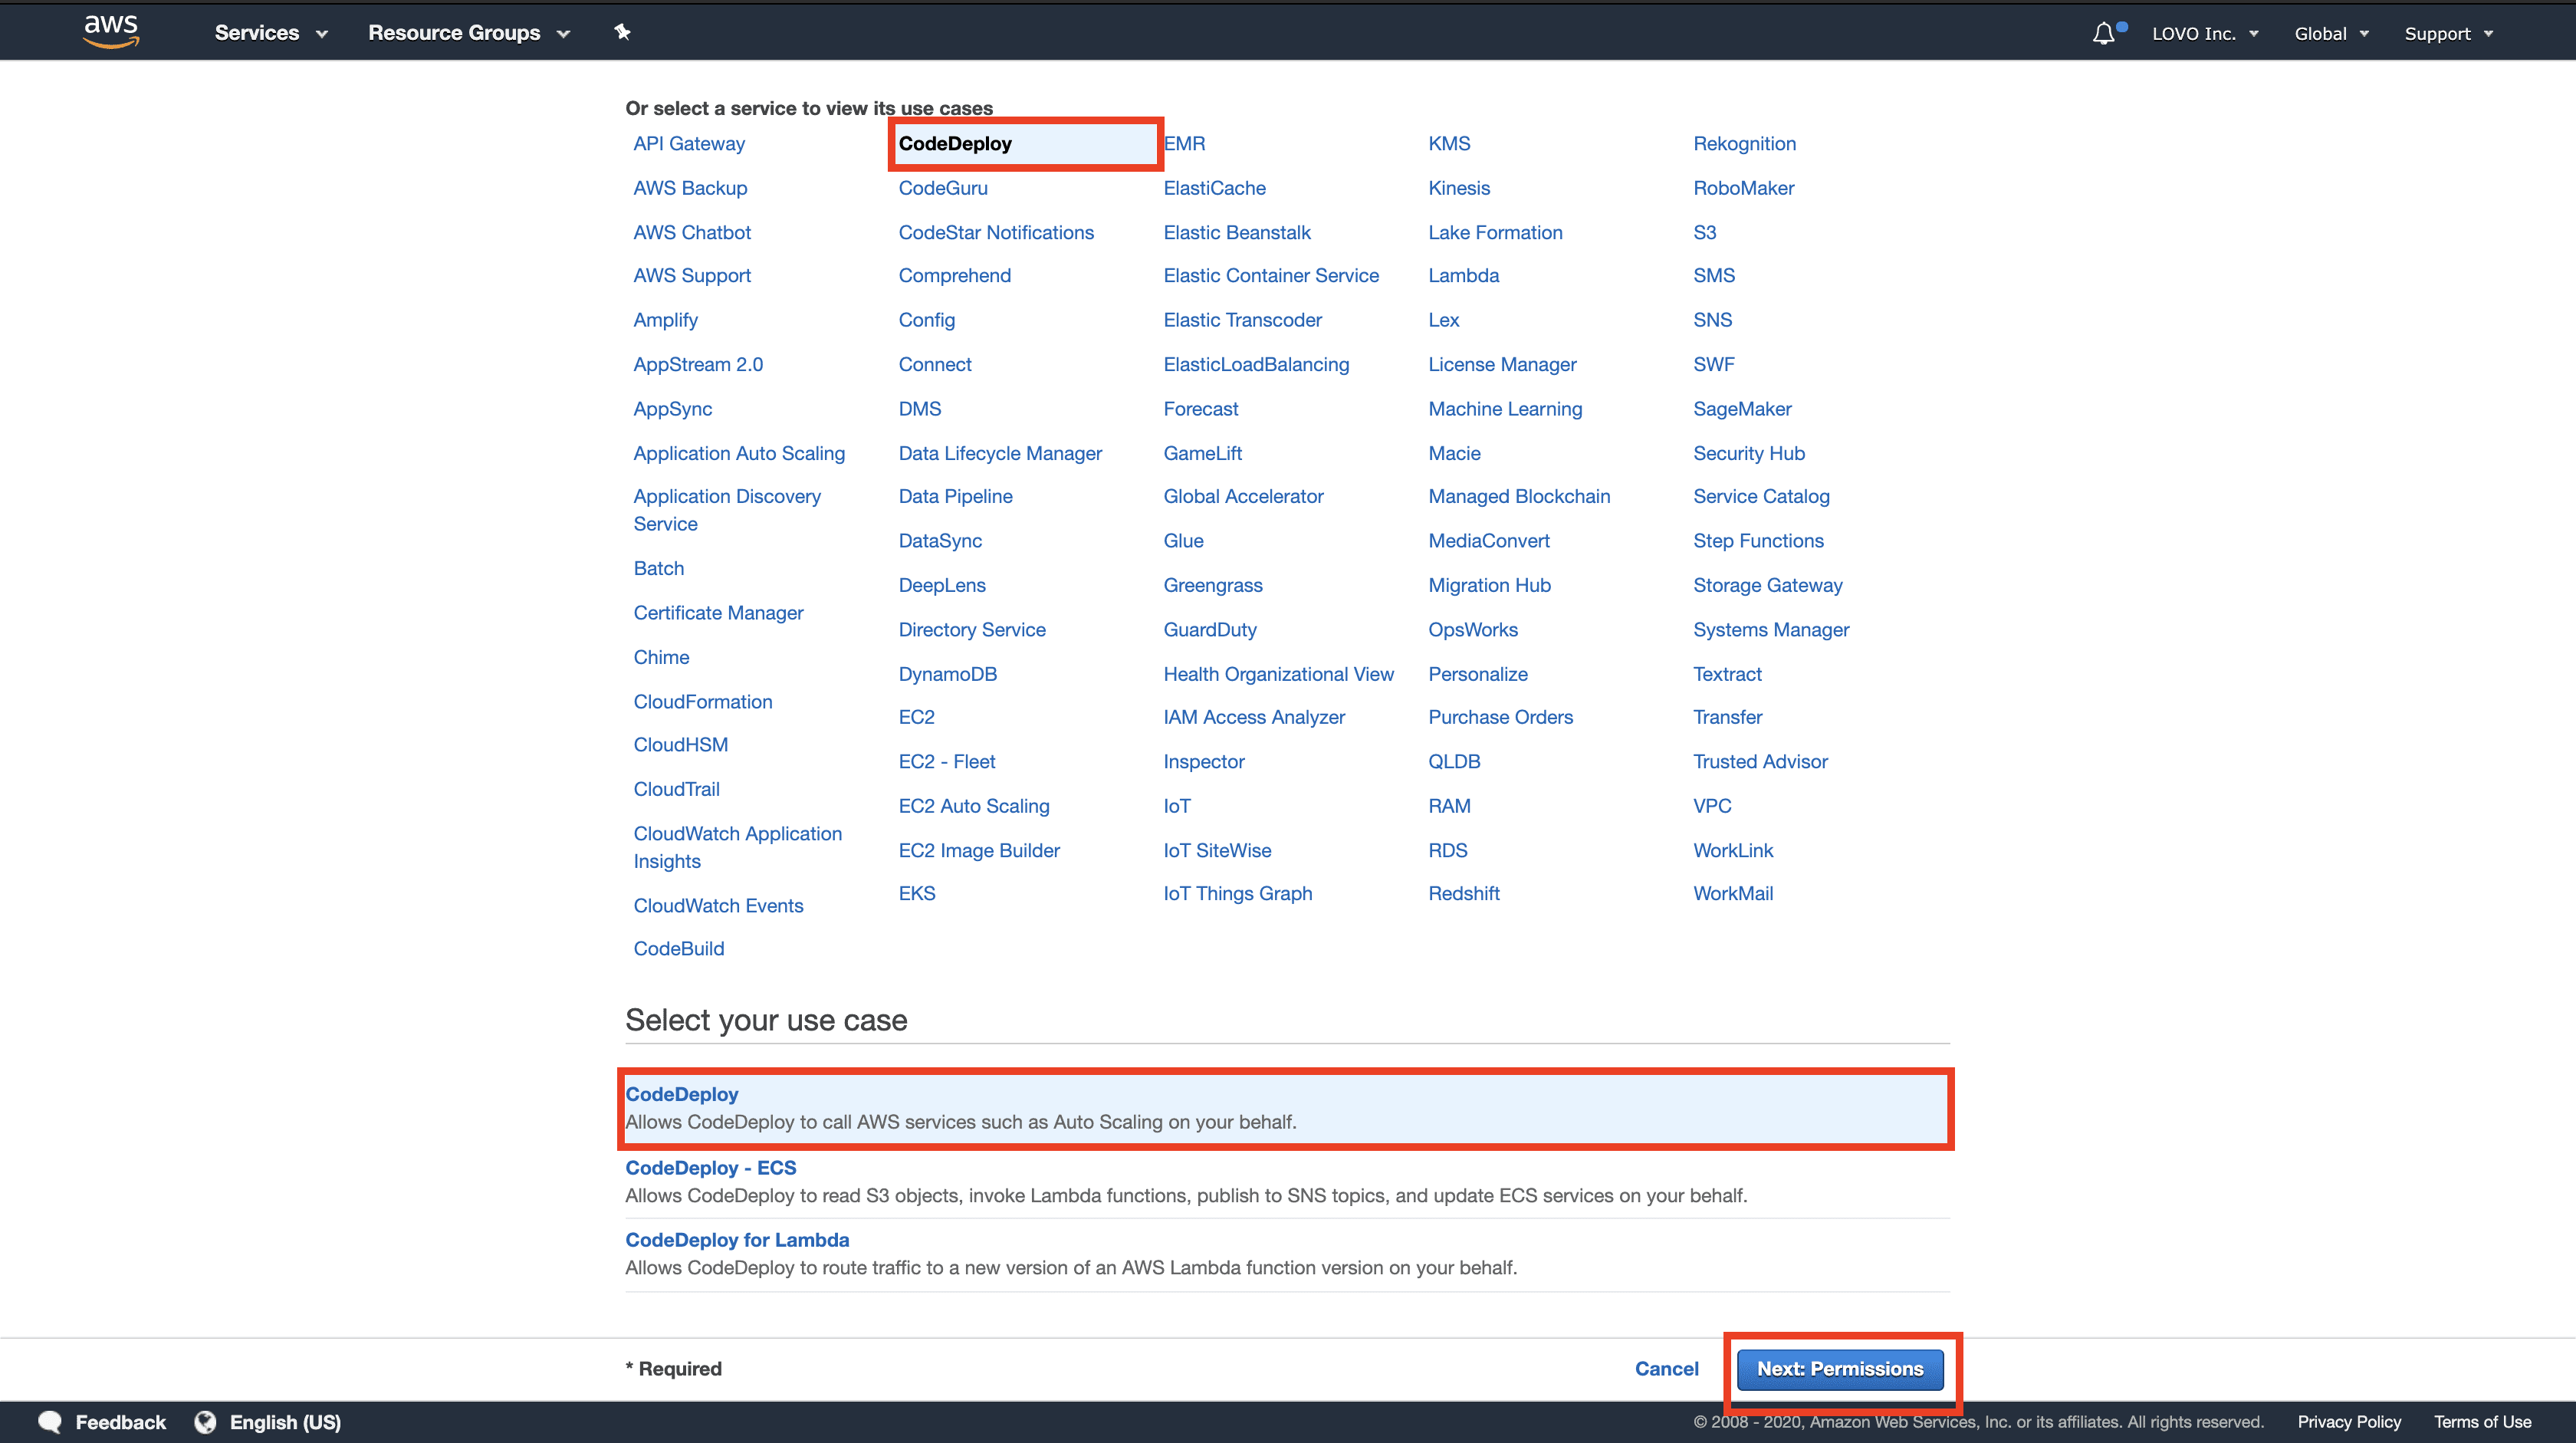 aws
Services
Resource Groups
LOVO Inc.
Global
Support
Or select a service to view its use cases
API Gateway
CodeDeploy
EMR
KMS
Rekognition
AWS Backup
CodeGuru
ElastiCache
Kinesis
RoboMaker
AWS Chatbot
CodeStar Notifications
Elastic Beanstalk
Lake Formation
S3
AWS Support
Comprehend
Elastic Container Service
Lambda
SMS
Amplify
Config
Elastic Transcoder
Lex
SNS
AppStream 2.0
Connect
ElasticLoadBalancing
License Manager
SWF
AppSync
DMS
Forecast
Machine Learning
SageMaker
Application Auto Scaling
Data Lifecycle Manager
GameLift
Macie
Security Hub
Application Discovery
Service
Data Pipeline
Global Accelerator
Managed Blockchain
Service Catalog
DataSync
Glue
MediaConvert
Step Functions
Batch
DeepLens
Greengrass
Migration Hub
Storage Gateway
Certificate Manager
Directory Service
GuardDuty
OpsWorks
Systems Manager
Chime
DynamoDB
Health Organizational View
Personalize
Textract
CloudFormation
EC2
IAM Access Analyzer
Purchase Orders
Transfer
CloudHSM
EC2 - Fleet
Inspector
QLDB
Trusted Advisor
CloudTrail
EC2 Auto Scaling
IoT
RAM
VPC
CloudWatch Application
Insights
EC2 Image Builder
IoT SiteWise
RDS
WorkLink
CloudWatch Events
EKS
IoT Things Graph
Redshift
WorkMail
CodeBuild
Select your use case
CodeDeploy
Allows CodeDeploy to call AWS services such as Auto Scaling on your behalf.
CodeDeploy - ECS
Allows CodeDeploy to read S3 objects, invoke Lambda functions, publish to SNS topics, and update ECS services on your behalf.
CodeDeploy for Lambda
Allows CodeDeploy to route traffic to a new version of an AWS Lambda function version on your behalf.
* Required
Cancel
Next: Permissions
Feedback
English (US)
© 2008 - 2020, Amazon Web Services, Inc. or its affiliates. All rights reserved.
Privacy Policy
Terms of Use